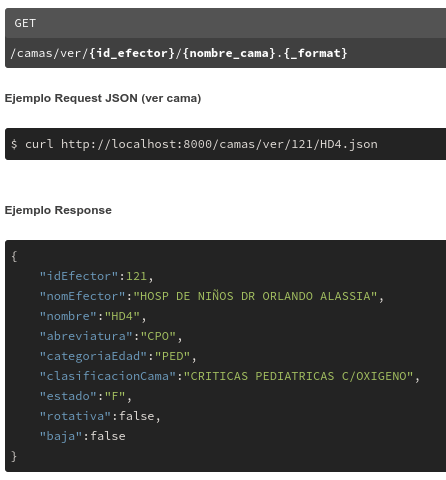 GET
/camas/ver/{id_efector}/{nombre_cama}.{_format}
Ejemplo Request JSON (ver cama)
$ curl http://localhost:8000/camas/ver/121/HD4.json
Ejemplo Response
{
    "idEfector":121,
    "nomEfector":"HOSP DE NIÑOS DR ORLANDO ALASSIA",
    "nombre":"HD4",
    "abreviatura":"CPO",
    "categoriaEdad":"PED",
    "clasificacionCama":"CRITICAS PEDIATRICAS C/OXIGENO",
    "estado":"F",
    "rotativa":false,
    "baja":false
}